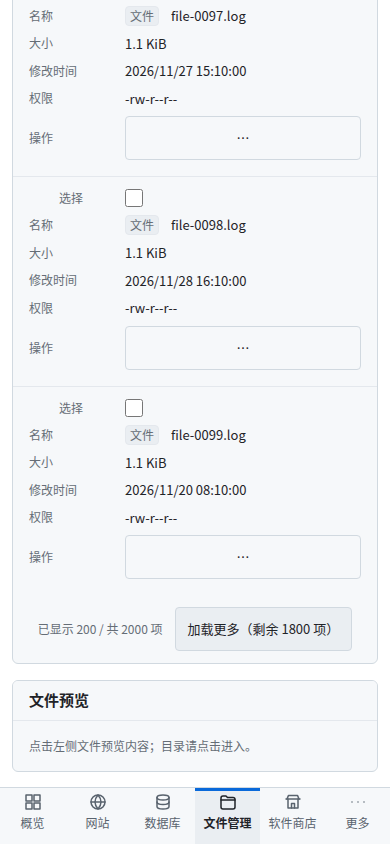 名称 文件 file-0097.log
大小 1.1 KiB
修改时间 2026/11/27 15:10:00
权限 -rw-r--r--
操作 ...
选择
名称 文件 file-0098.log
大小 1.1 KiB
修改时间 2026/11/28 16:10:00
权限 -rw-r--r--
操作 ...
选择
名称 文件 file-0099.log
大小 1.1 KiB
修改时间 2026/11/20 08:10:00
权限 -rw-r--r--
操作 ...
已显示 200 / 共 2000 项 加载更多（剩余 1800 项）
文件预览
点击左侧文件预览内容；目录请点击进入。
概览 网站 数据库 文件管理 软件商店 更多